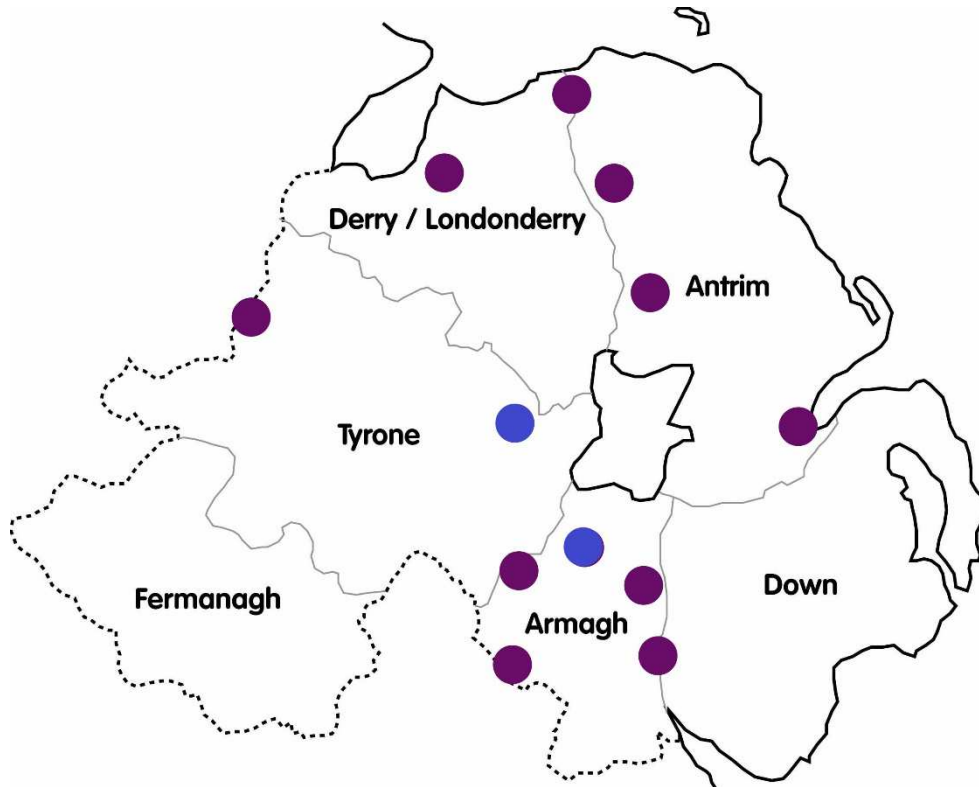 Derry / Londonderry
Antrim
Tyrone
Fermanagh
Armagh
Down